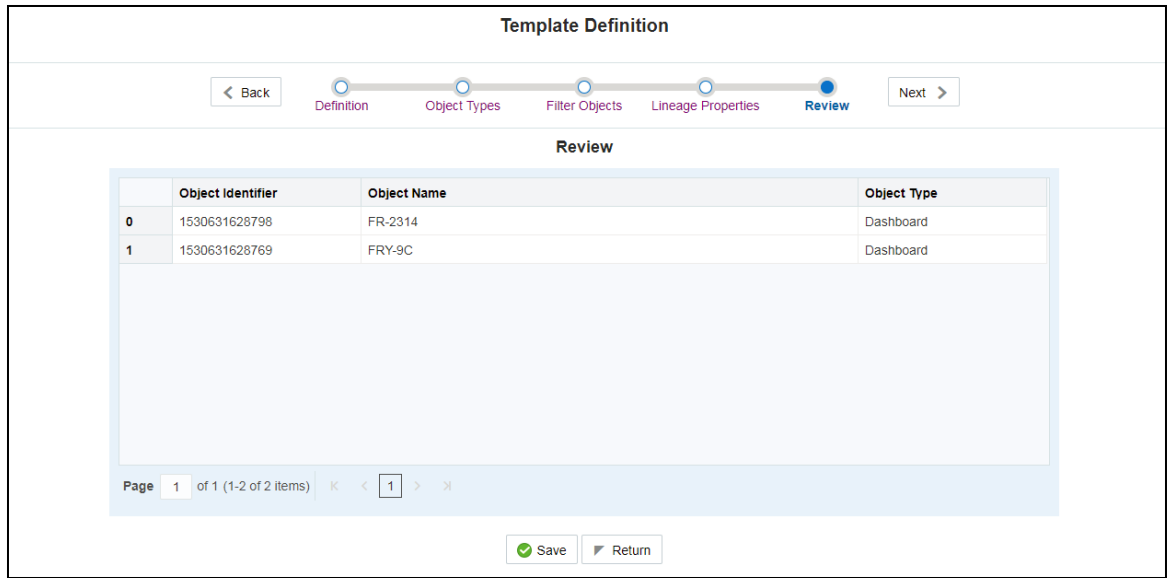 Template Definition
Back
Next
Definition Object Types Filter Objects Lineage Properties Review
Review
Object Identifier Object Name Object Type
0 1530631628798 FR-2314 Dashboard
1 1530631628769 FRY-9C Dashboard
Page 1 of 1 (1-2 of 2 items) 1
Save Return